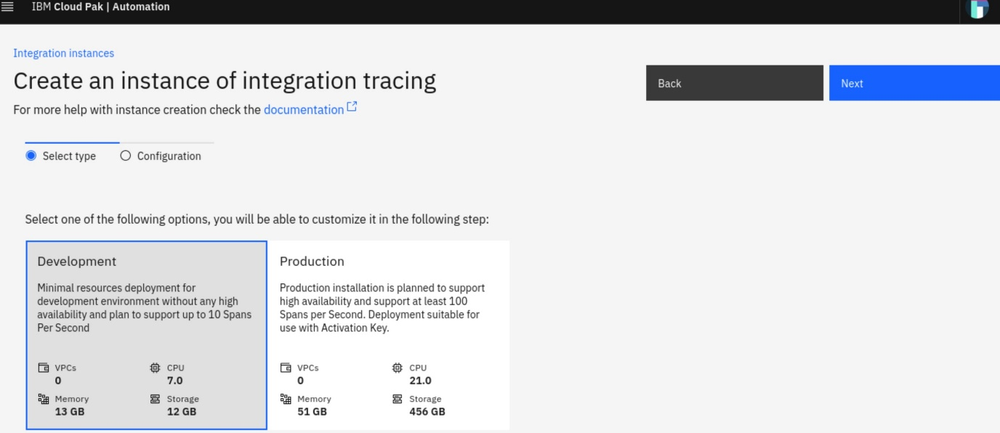 IBM Cloud Pak | Automation
Integration instances
Create an instance of integration tracing
Back
Next
For more help with instance creation check the documentation
Select type
Configuration
Select one of the following options, you will be able to customize it in the following step:
Development
Minimal resources deployment for
development environment without any high
availability and plan to support up to 10 Spans
Per Second
VPCs
0
CPU
7.0
Memory
13 GB
Storage
12 GB
Production
Production installation is planned to support
high availability and support at least 100
Spans per Second. Deployment suitable for
use with Activation Key.
VPCs
0
CPU
21.0
Memory
51 GB
Storage
456 GB